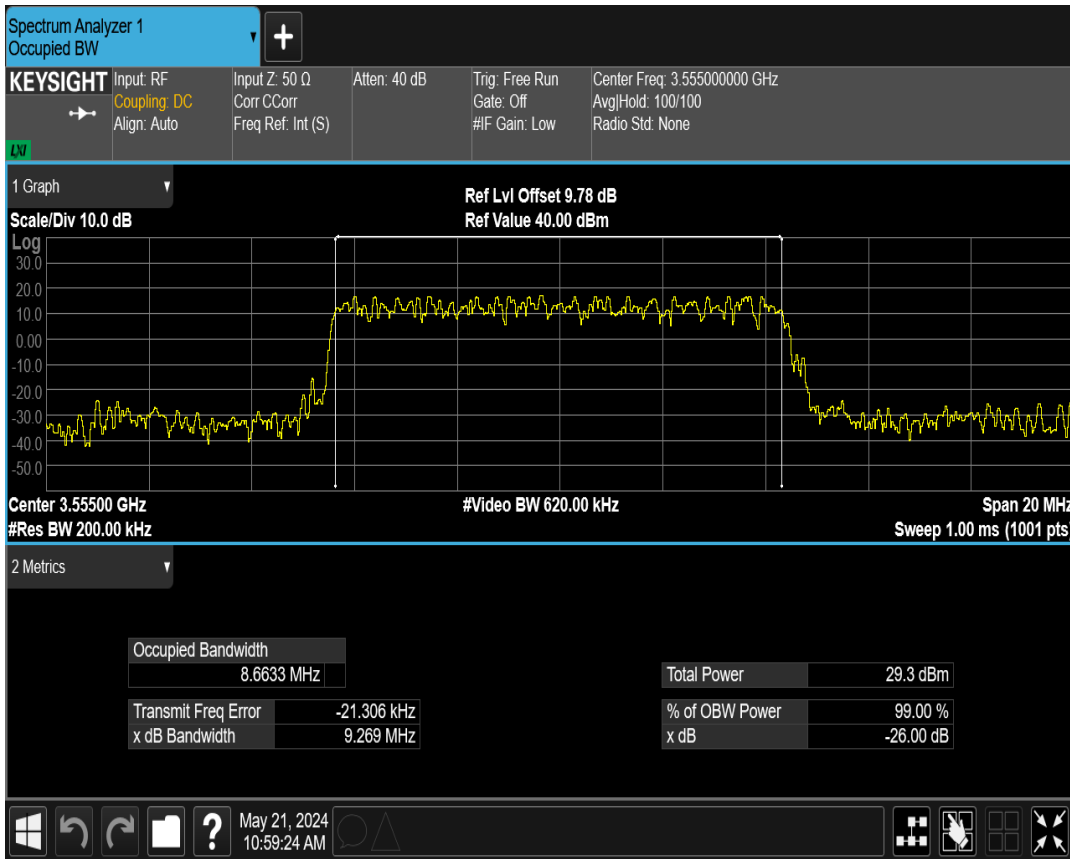 Spectrum Analyzer 1
Occupied BW
+
KEYSIGHT
Input: RF
Coupling: DC
Align: Auto
Input Z: 50 Ω
Corr CCorr
Freq Ref: Int (S)
Atten: 40 dB
Trig: Free Run
Gate: Off
#IF Gain: Low
Center Freq: 3.555000000 GHz
Avg|Hold: 100/100
Radio Std: None
LXI
1 Graph
Scale/Div 10.0 dB
Ref Lvl Offset 9.78 dB
Ref Value 40.00 dBm
Log
30.0
20.0
10.0
0.00
-10.0
-20.0
-30.0
-40.0
-50.0
Center 3.55500 GHz
#Res BW 200.00 kHz
#Video BW 620.00 kHz
Span 20 MHz
Sweep 1.00 ms (1001 pts)
2 Metrics
Occupied Bandwidth
8.6633 MHz
Transmit Freq Error -21.306 kHz
x dB Bandwidth 9.269 MHz
Total Power 29.3 dBm
% of OBW Power 99.00 %
x dB -26.00 dB
?
May 21, 2024
10:59:24 AM